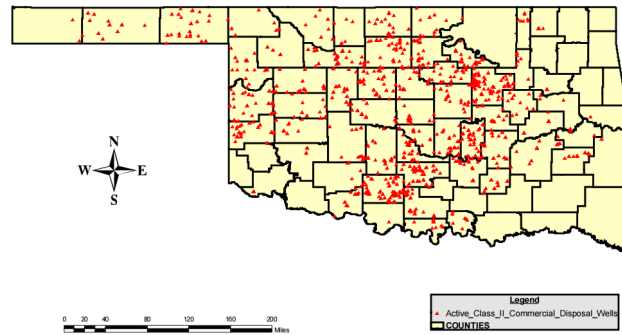 N
W E
S
0 20 40 80 120 160 200
Miles
Legend
Active_Class_II_Commercial_Disposal_Wells
COUNTIES